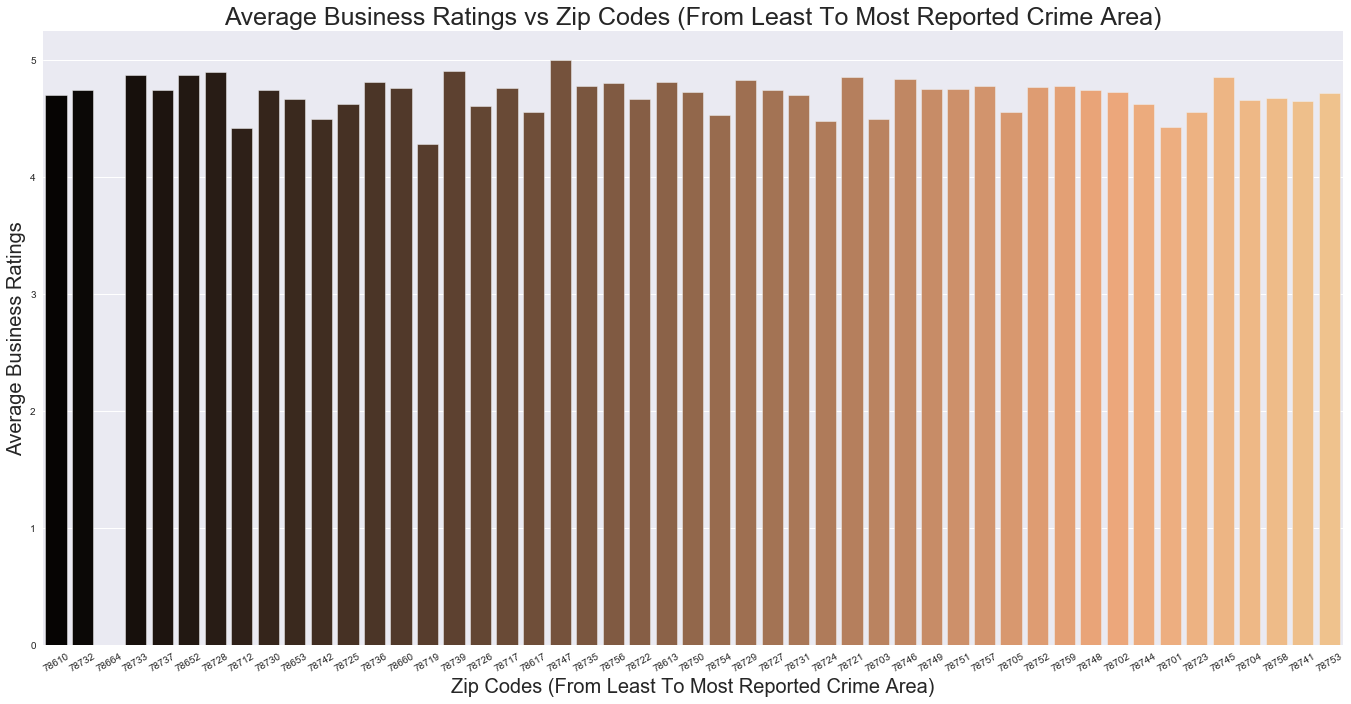 Average Business Ratings vs Zip Codes (From Least To Most Reported Crime Area)
Average Business Ratings
5
4
3
2
1
0
78610 78732 78664 78733 78737 78652 78728 78712 78730 78653 78742 78725 78736 78660 78719 78739 78726 78717 78617 78747 78735 78756 78722 78613 78750 78754 78729 78727 78731 78724 78721 78703 78746 78749 78751 78757 78705 78752 78759 78748 78702 78744 78701 78723 78745 78704 78758 78741 78753
Zip Codes (From Least To Most Reported Crime Area)